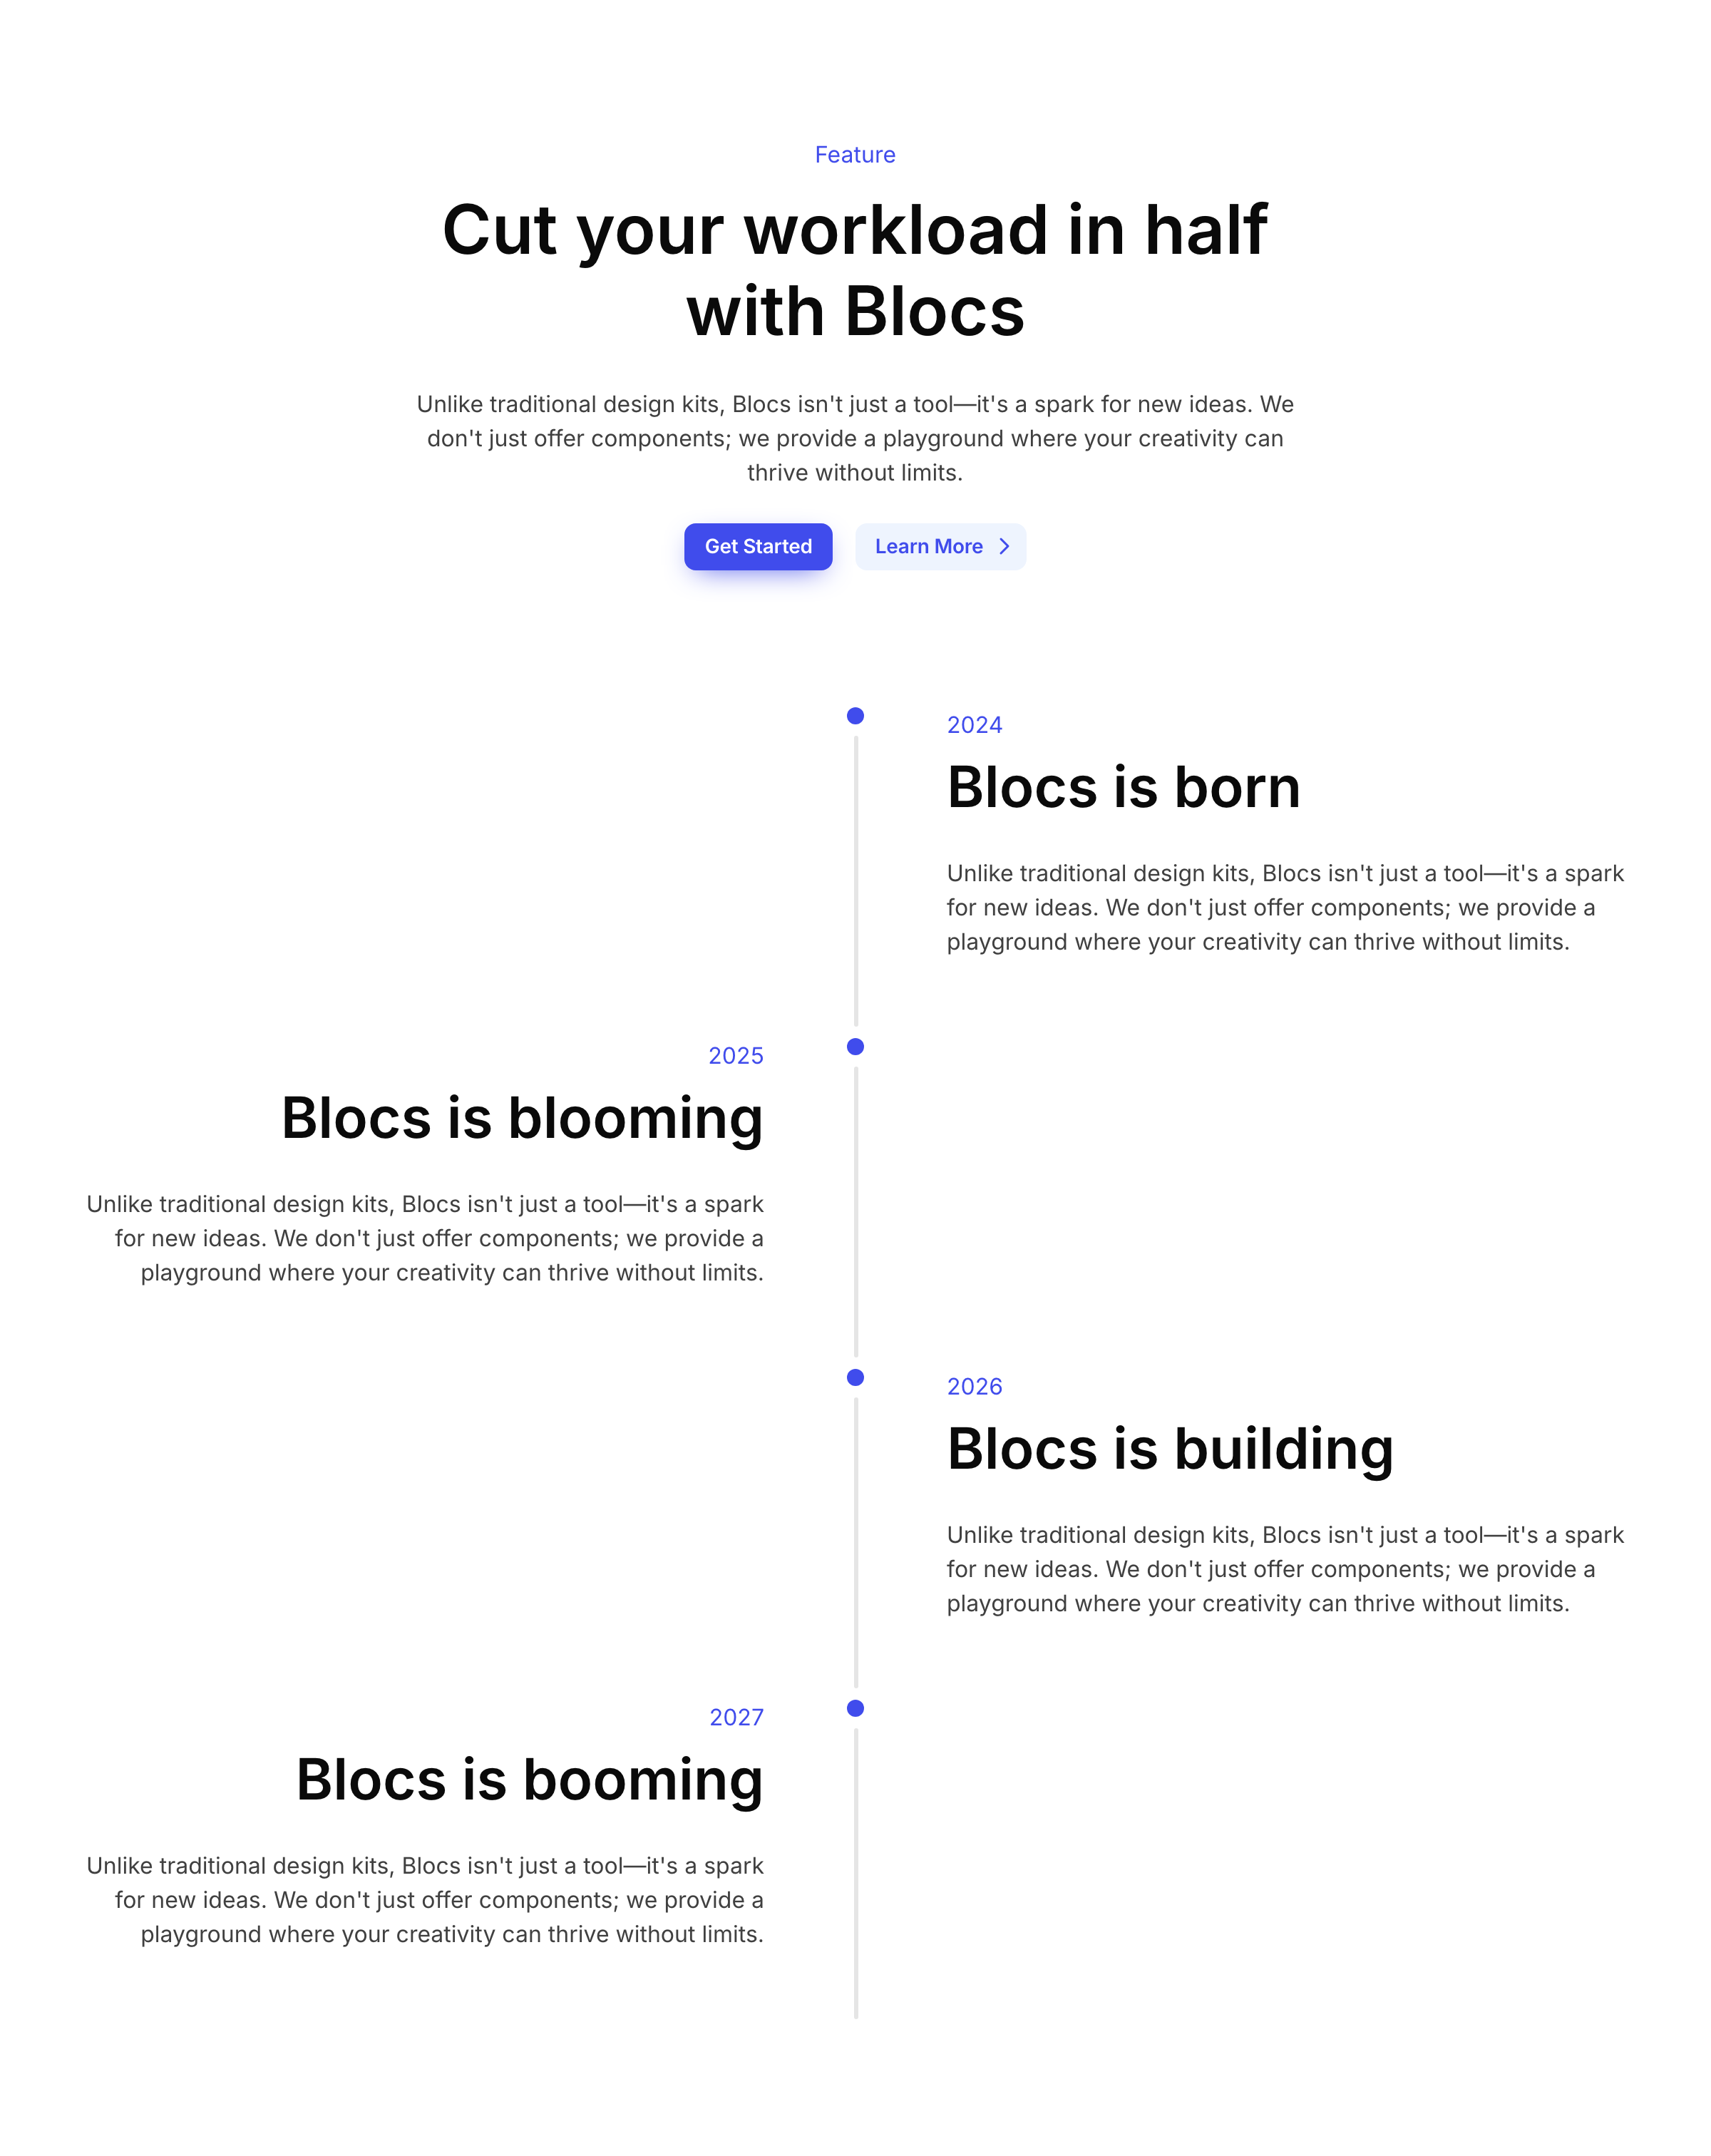 Feature
Cut your workload in half
with Blocs
Unlike traditional design kits, Blocs isn't just a tool—it's a spark for new ideas. We
don't just offer components; we provide a playground where your creativity can
thrive without limits.
Get Started
Learn More
2024
Blocs is born
Unlike traditional design kits, Blocs isn't just a tool—it's a spark
for new ideas. We don't just offer components; we provide a
playground where your creativity can thrive without limits.
2025
Blocs is blooming
Unlike traditional design kits, Blocs isn't just a tool—it's a spark
for new ideas. We don't just offer components; we provide a
playground where your creativity can thrive without limits.
2026
Blocs is building
Unlike traditional design kits, Blocs isn't just a tool—it's a spark
for new ideas. We don't just offer components; we provide a
playground where your creativity can thrive without limits.
2027
Blocs is booming
Unlike traditional design kits, Blocs isn't just a tool—it's a spark
for new ideas. We don't just offer components; we provide a
playground where your creativity can thrive without limits.